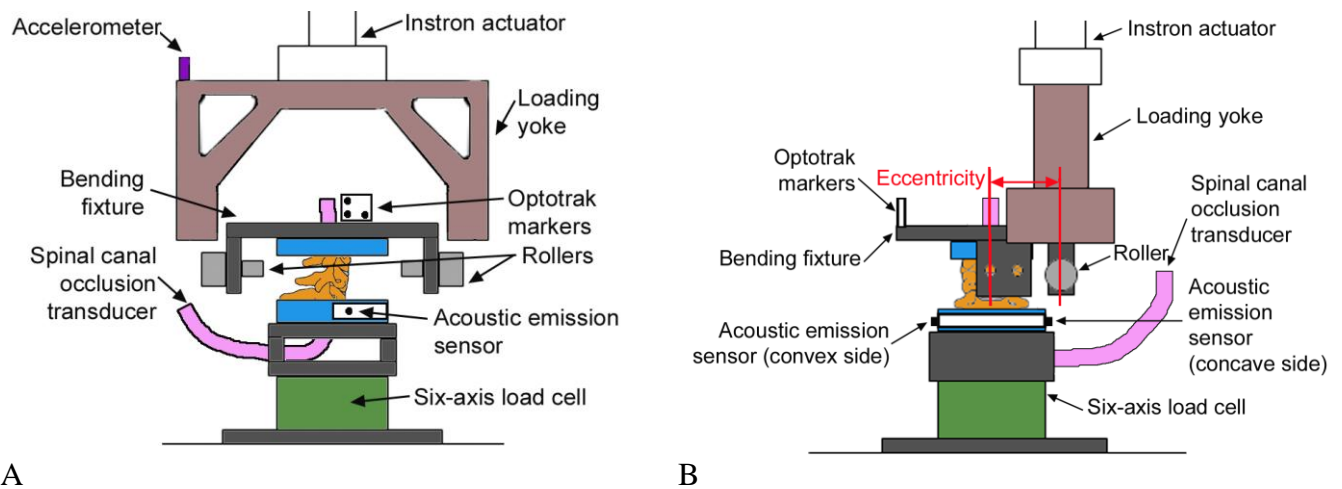 Accelerometer
Instron actuator
Loading
yoke
Bending
fixture
Optotrak
markers
Spinal canal
occlusion
transducer
Rollers
Acoustic emission
sensor
Six-axis load cell
A
Instron actuator
Loading yoke
Optotrak
markers
Eccentricity
Spinal canal
occlusion
transducer
Bending fixture
Roller
Acoustic emission
sensor (convex side)
Acoustic
emission
sensor
(concave side)
Six-axis load cell
B